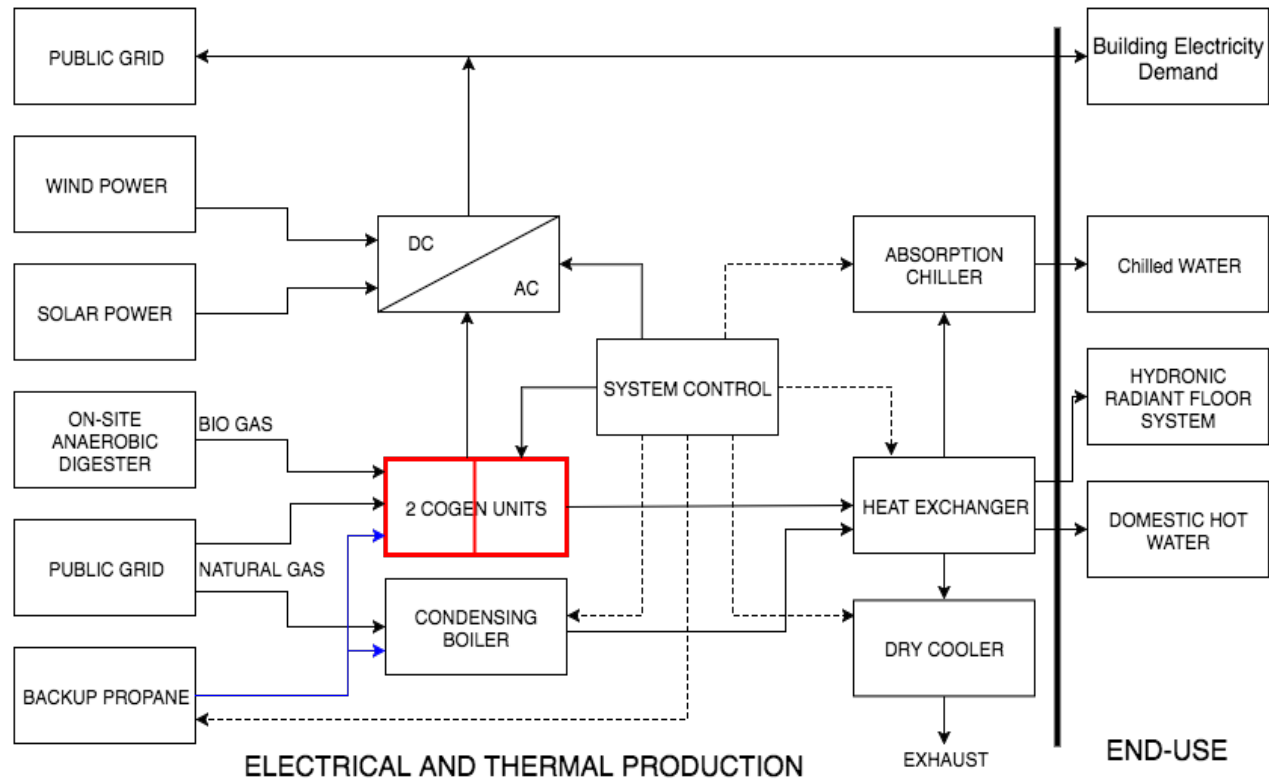 PUBLIC GRID
Building Electricity
Demand
WIND POWER
DC
AC
ABSORPTION
CHILLER
Chilled WATER
SOLAR POWER
SYSTEM CONTROL
HYDRONIC
RADIANT FLOOR
SYSTEM
ON-SITE
ANAEROBIC
DIGESTER
BIO GAS
2 COGEN UNITS
HEAT EXCHANGER
DOMESTIC HOT
WATER
PUBLIC GRID
NATURAL GAS
CONDENSING
BOILER
DRY COOLER
BACKUP PROPANE
EXHAUST
ELECTRICAL AND THERMAL PRODUCTION
END-USE